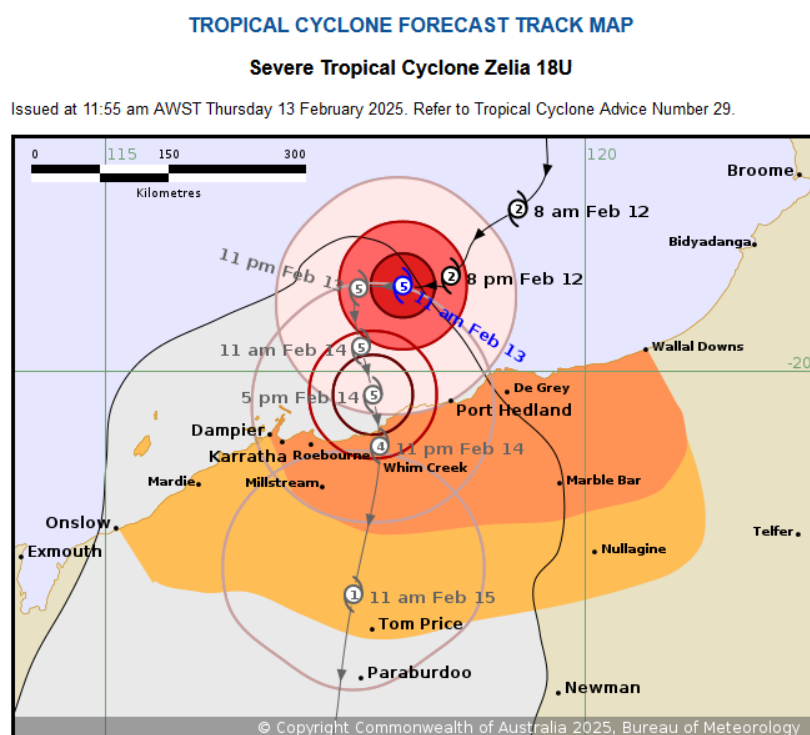 TROPICAL CYCLONE FORECAST TRACK MAP
Severe Tropical Cyclone Zelia 18U
Issued at 11:55 am AWST Thursday 13 February 2025. Refer to Tropical Cyclone Advice Number 29.
0 150 300
Kilometres
115
120
Broome
2 8 am Feb 12
Bidyadanga
11 pm Feb 13
5
5
2 8 pm Feb 12
11 am Feb 13
11 am Feb 14 5
Wallal Downs
-20
5 pm Feb 14 5
De Grey
Port Hedland
Dampier
4 11 pm Feb 14
Karratha
Roebourne
Whim Creek
Mardie
Millstream
Marble Bar
Onslow
Telfer
Exmouth
Nullagine
1 11 am Feb 15
Tom Price
Paraburdoo
Newman
© Copyright Commonwealth of Australia 2025, Bureau of Meteorology